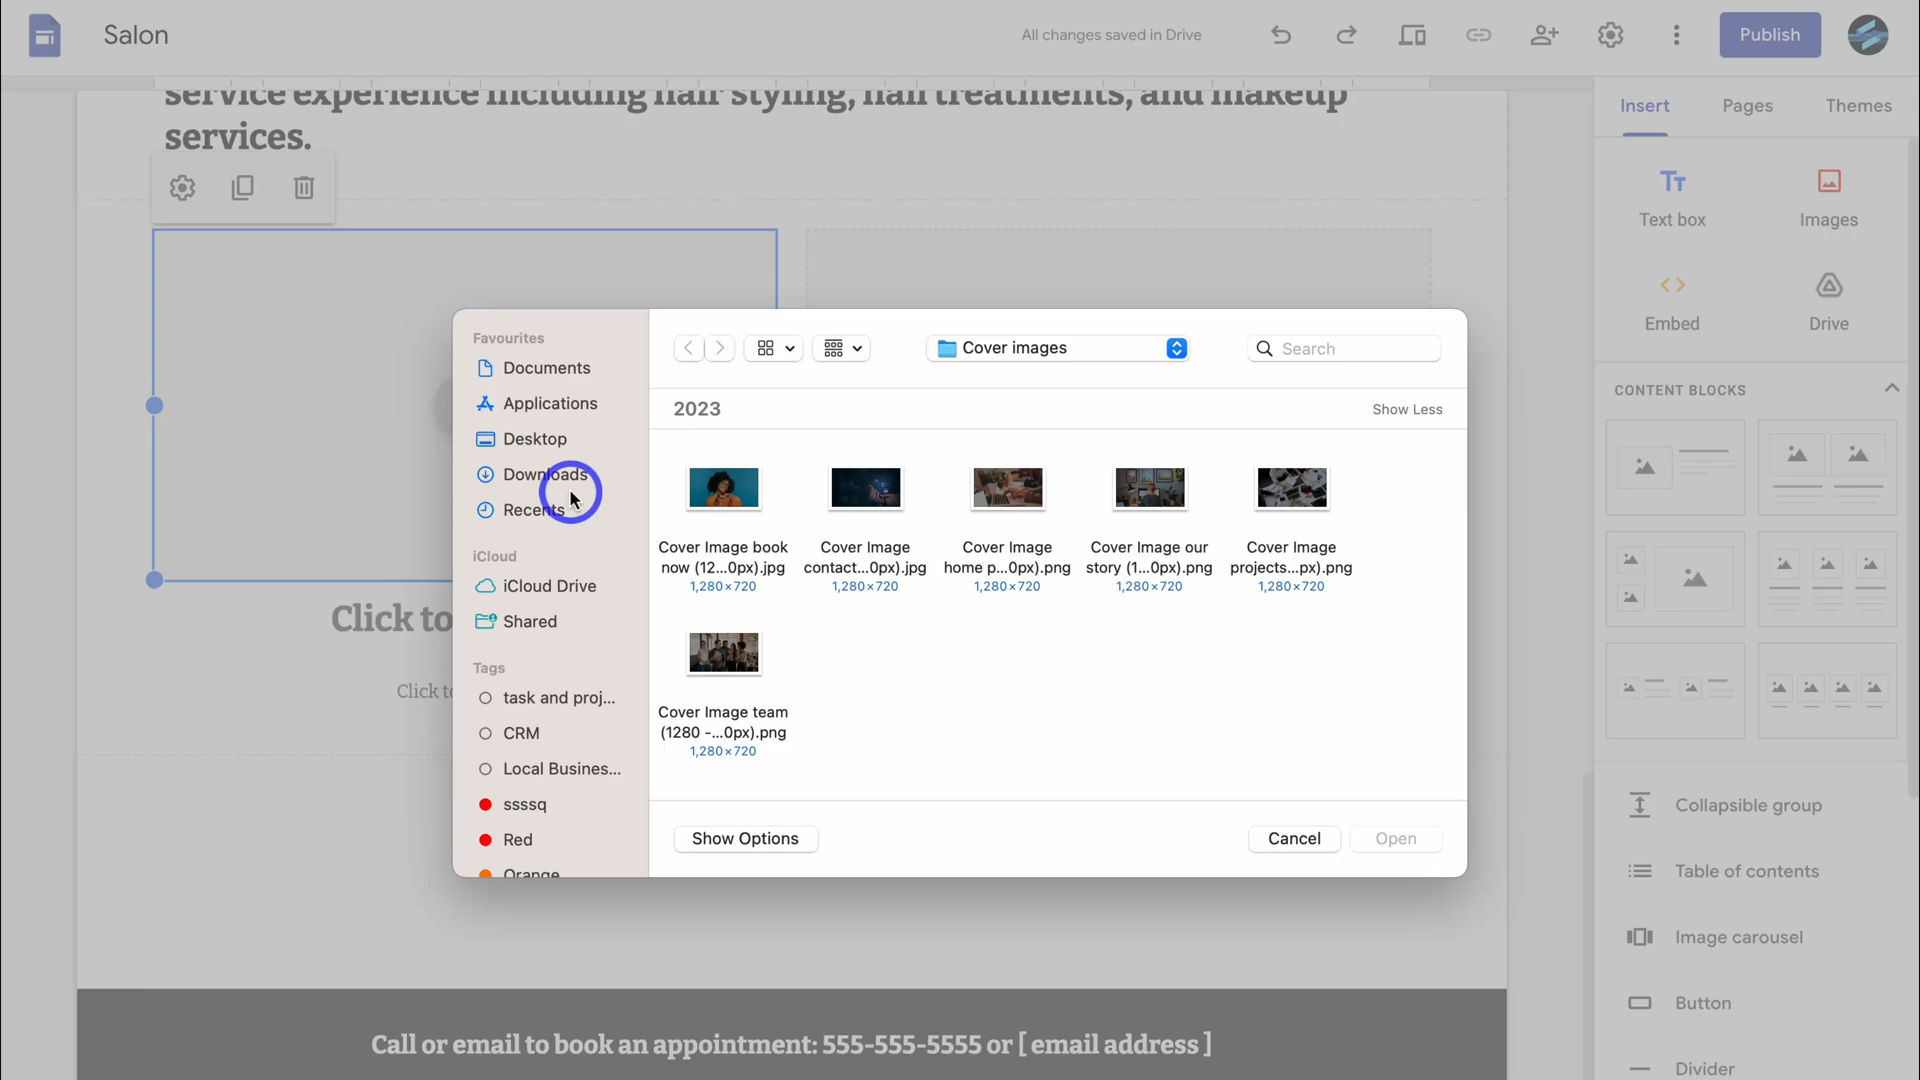 Salon
All changes saved in Drive
Publish
service experience including hair styling, nail treatments, and makeup
services.
Insert
Pages
Themes
Text box
Images
Embed
Drive
CONTENT BLOCKS
Collapsible group
Table of contents
Image carousel
Button
Divider
Favourites
Documents
Applications
Desktop
Downloads
Recents
iCloud
iCloud Drive
Shared
Tags
task and proj...
CRM
Local Busines...
ssssq
Red
Orange
Cover images
Search
2023
Show Less
Cover Image book
now (12...0px).jpg
1,280×720
Cover Image
contact...0px).jpg
1,280×720
Cover Image
home p...0px).png
1,280×720
Cover Image our
story (1...0px).png
1,280×720
Cover Image
projects...px).png
1,280×720
Cover Image team
(1280 -...0px).png
1,280×720
Show Options
Cancel
Open
Click to
Click to
Call or email to book an appointment: 555-555-5555 or [ email address ]